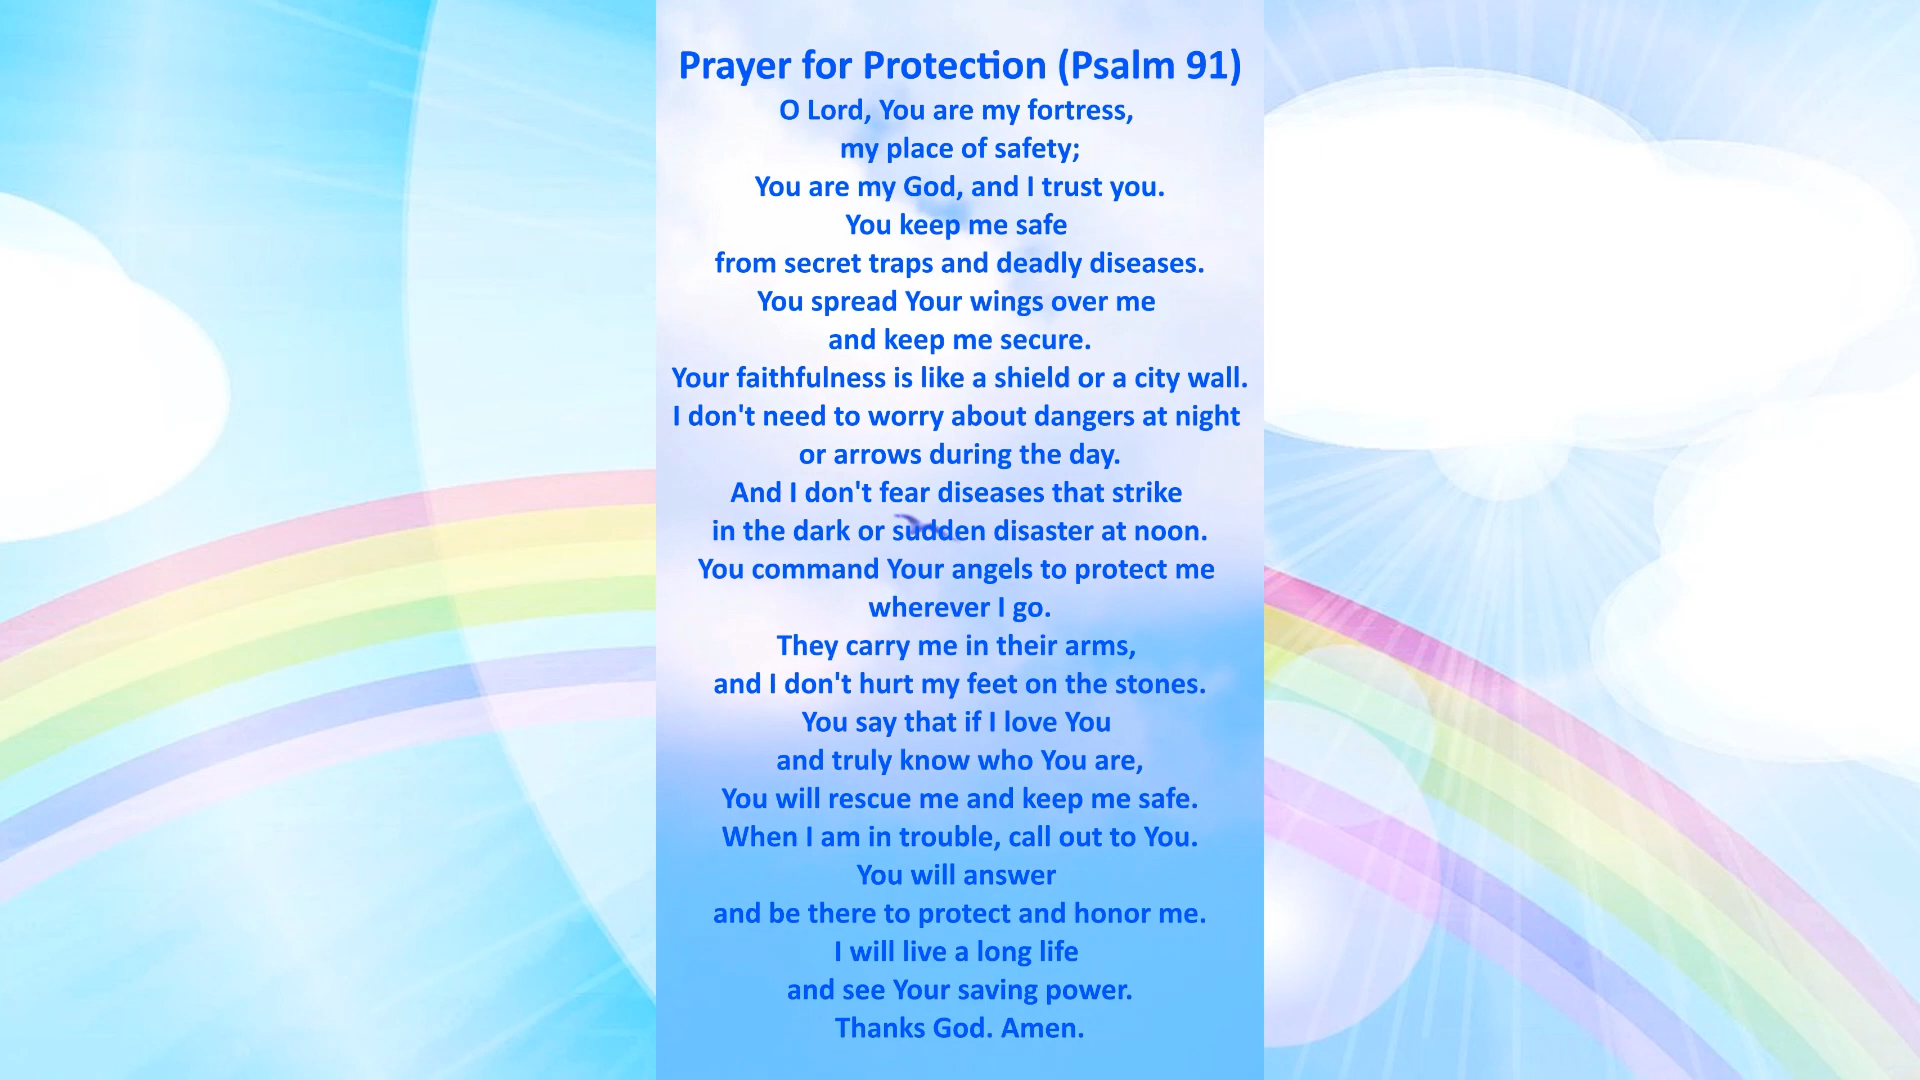 Prayer for Protection (Psalm 91)
O Lord, You are my fortress,
my place of safety;
You are my God, and I trust you.
You keep me safe
from secret traps and deadly diseases.
You spread Your wings over me
and keep me secure.
Your faithfulness is like a shield or a city wall.
I don't need to worry about dangers at night
or arrows during the day.
And I don't fear diseases that strike
in the dark or sudden disaster at noon.
You command Your angels to protect me
wherever I go.
They carry me in their arms,
and I don't hurt my feet on the stones.
You say that if I love You
and truly know who You are,
You will rescue me and keep me safe.
When I am in trouble, call out to You.
You will answer
and be there to protect and honor me.
I will live a long life
and see Your saving power.
Thanks God. Amen.